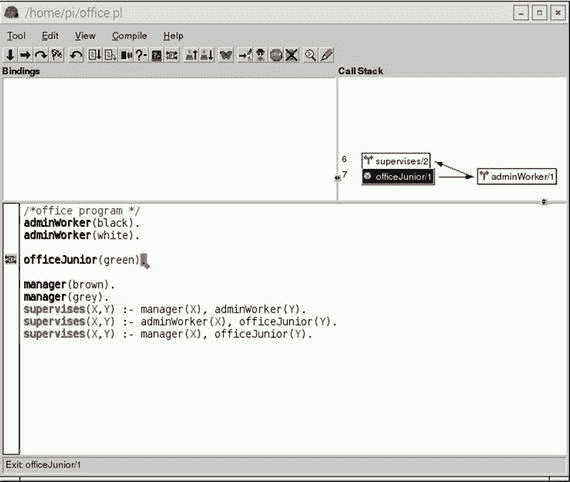 /home/pi/office.pl
Tool Edit View Compile Help
Bindings
Call Stack
6 supervises/2
7 officeJunior/1 adminWorker/1
/*office program */
adminWorker(black).
adminWorker(white).
officeJunior(green).
manager(brown).
manager(grey).
supervises(X,Y) :- manager(X), adminWorker(Y).
supervises(X,Y) :- adminWorker(X), officeJunior(Y).
supervises(X,Y) :- manager(X), officeJunior(Y).
Exit: officeJunior/1